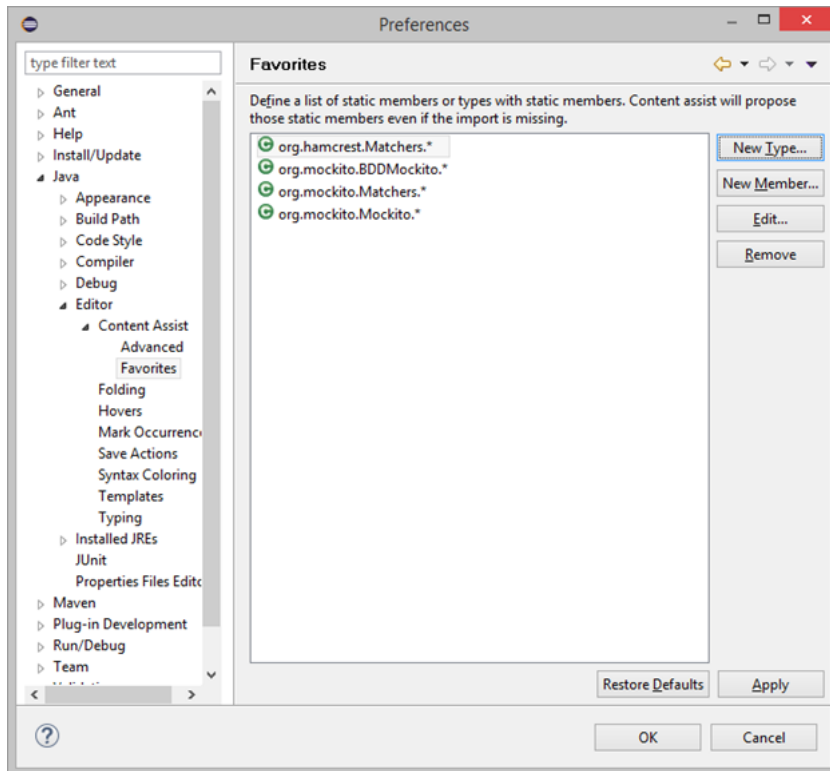 Preferences
type filter text
General
Ant
Help
Install/Update
Java
Appearance
Build Path
Code Style
Compiler
Debug
Editor
Content Assist
Advanced
Favorites
Folding
Hovers
Mark Occurrenc
Save Actions
Syntax Coloring
Templates
Typing
Installed JREs
JUnit
Properties Files Edito
Maven
Plug-in Development
Run/Debug
Team
Favorites
Define a list of static members or types with static members. Content assist will propose
those static members even if the import is missing.
org.hamcrest.Matchers.*
org.mockito.BDDMockito.*
org.mockito.Matchers.*
org.mockito.Mockito.*
New Type...
New Member...
Edit...
Remove
Restore Defaults
Apply
OK
Cancel